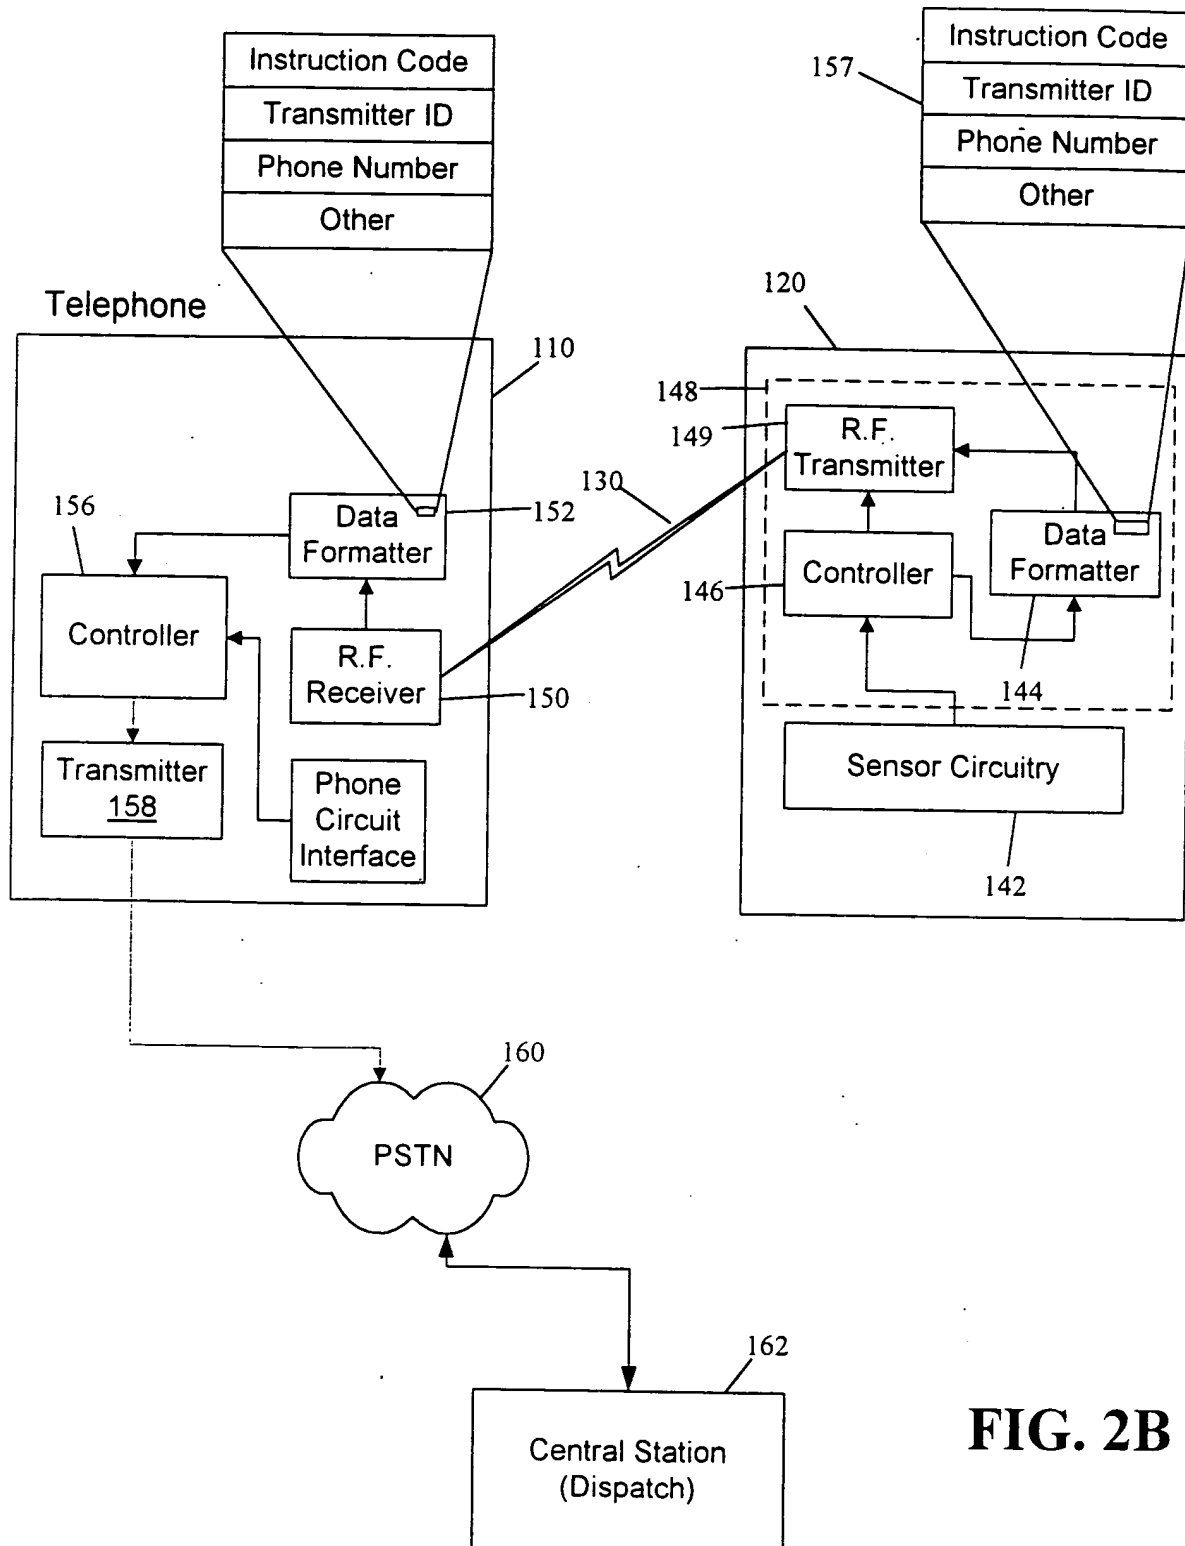 Instruction Code
Transmitter ID
Phone Number
Other
157
Instruction Code
Transmitter ID
Phone Number
Other
Telephone
110
120
148
149
R.F.
Transmitter
130
156
Data
Formatter
152
146
Controller
Data
Formatter
144
Controller
R.F.
Receiver
150
Transmitter
158
Phone
Circuit
Interface
Sensor Circuitry
142
160
PSTN
162
Central Station
(Dispatch)
FIG. 2B